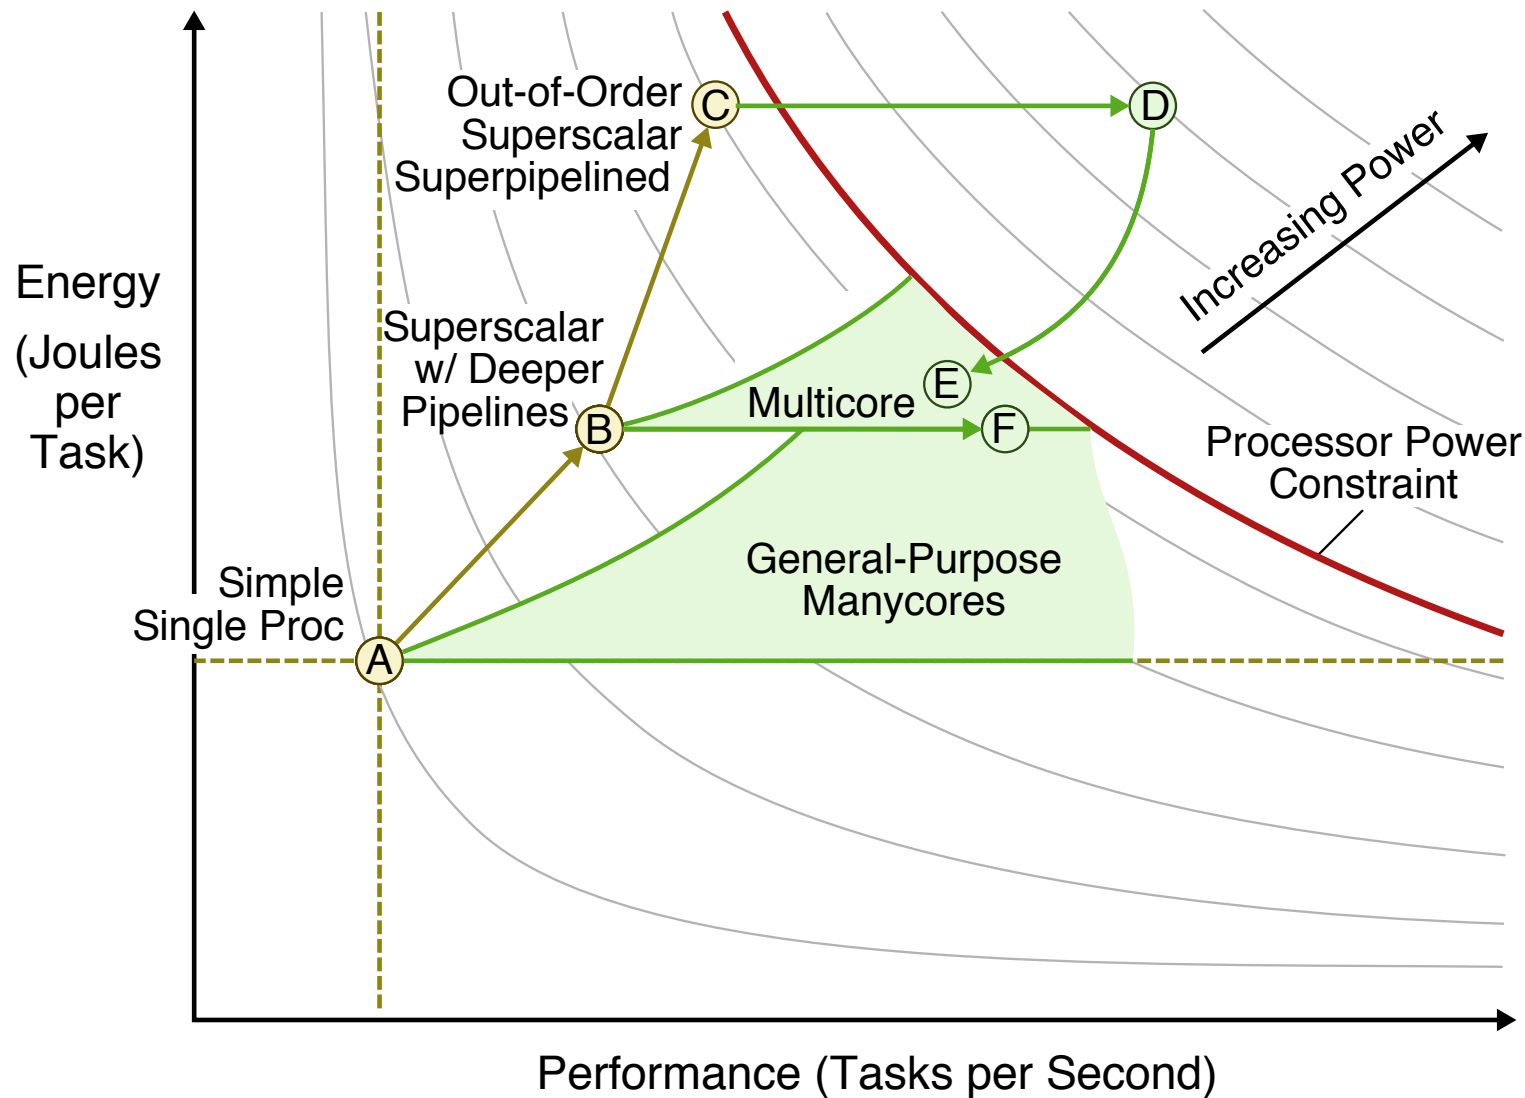 Out-of-Order
Superscalar
Superpipelined
C
D
Increasing Power
Energy
(Joules
per
Task)
Superscalar
w/ Deeper
Pipelines
B
Multicore
E
F
Processor Power
Constraint
General-Purpose
Manycores
Simple
Single Proc
A
Performance (Tasks per Second)